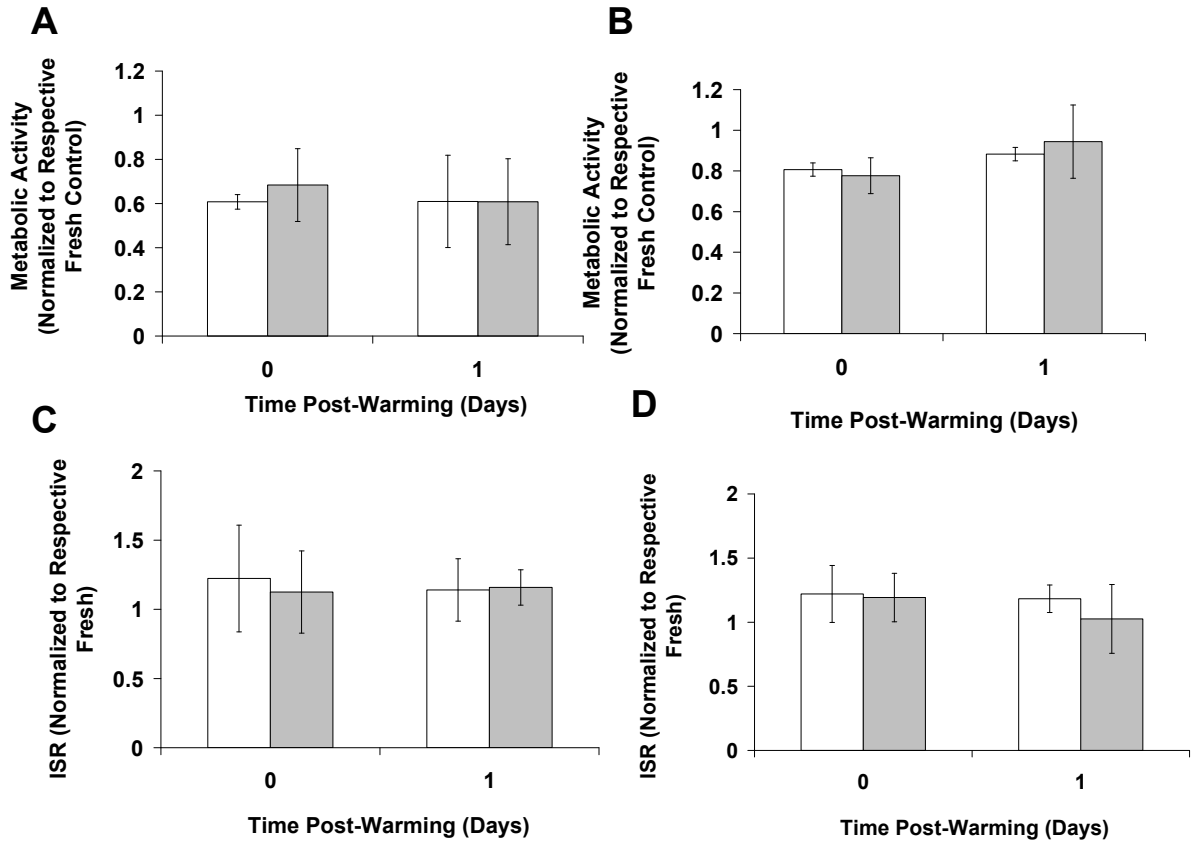 A
Metabolic Activity
(Normalized to Respective
Fresh Control)
1.2
1
0.8
0.6
0.4
0.2
0
0
1
Time Post-Warming (Days)
B
Metabolic Activity
(Normalized to Respective
Fresh Control)
1.2
1
0.8
0.6
0.4
0.2
0
0
1
Time Post-Warming (Days)
C
ISR (Normalized to Respective
Fresh)
2
1.5
1
0.5
0
0
1
Time Post-Warming (Days)
D
ISR (Normalized to Respective
Fresh)
2
1.5
1
0.5
0
0
1
Time Post-Warming (Days)